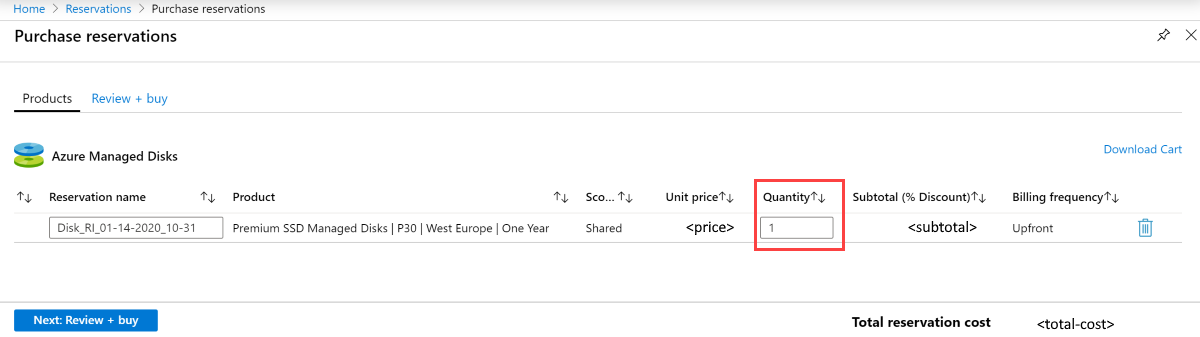 Home > Reservations > Purchase reservations
Purchase reservations
Products Review + buy
Azure Managed Disks Download Cart
↑↓ Reservation name ↑↓ Product ↑↓ Sco... ↑↓ Unit price↑↓ Quantity↑↓ Subtotal (% Discount)↑↓ Billing frequency↑↓
Disk_RI_01-14-2020_10-31 Premium SSD Managed Disks | P30 | West Europe | One Year Shared <price> 1 <subtotal> Upfront
Next: Review + buy Total reservation cost <total-cost>